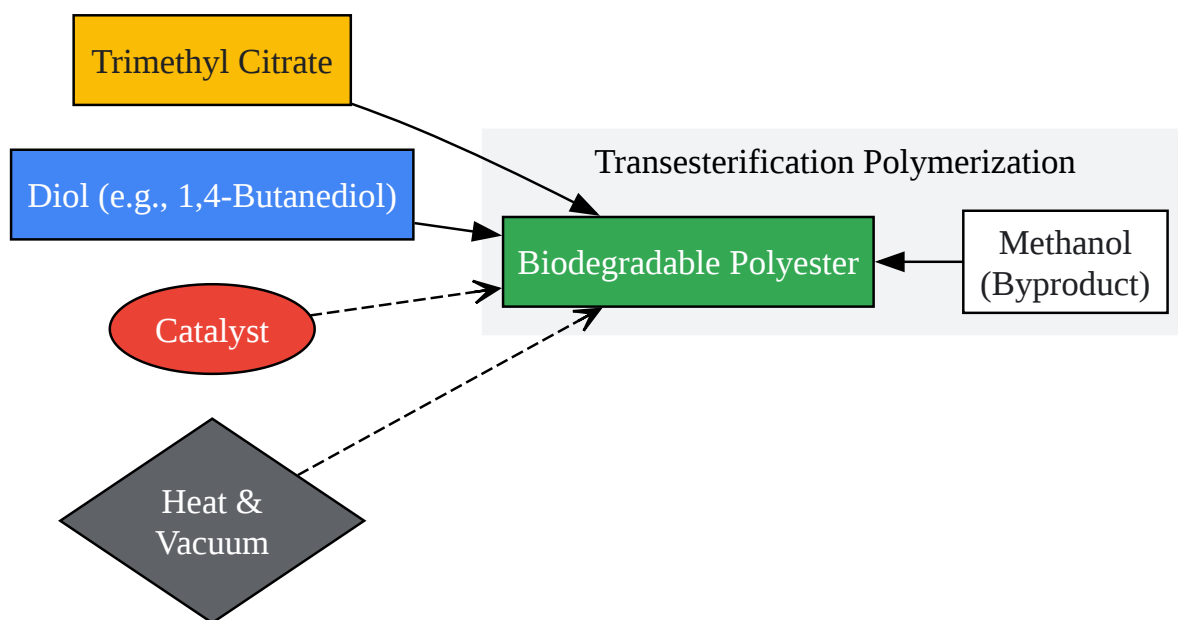 Trimethyl Citrate
Transesterification Polymerization
Diol (e.g., 1,4-Butanediol)
Biodegradable Polyester
Methanol
(Byproduct)
Catalyst
Heat &
Vacuum